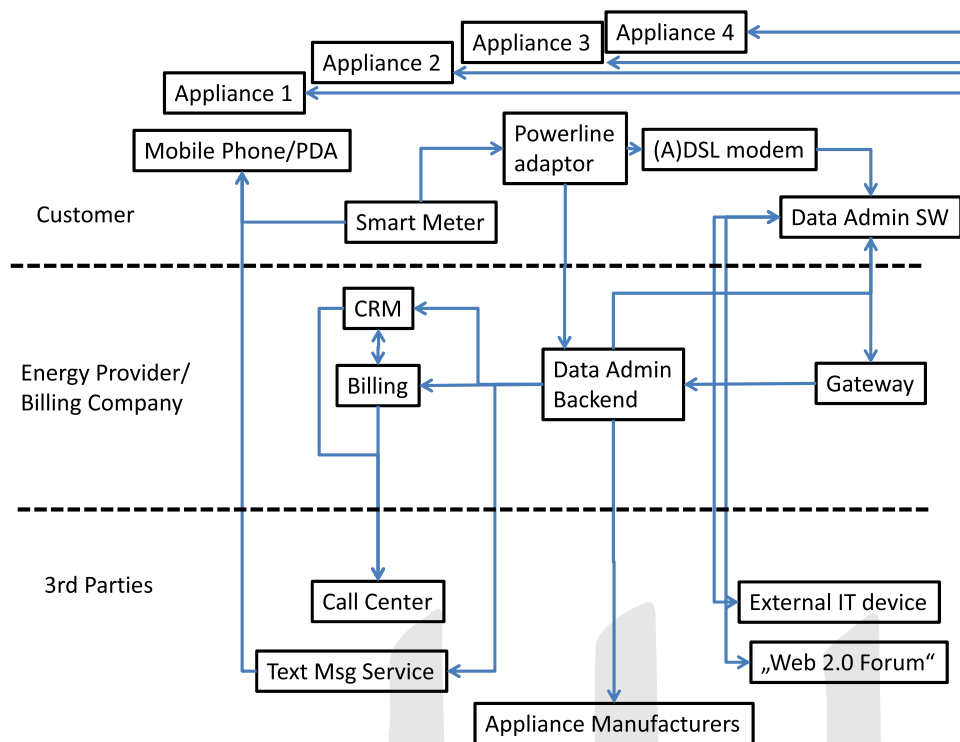 Appliance 4
Appliance 3
Appliance 2
Appliance 1
Mobile Phone/PDA
Powerline
adaptor
(A)DSL modem
Customer
Smart Meter
Data Admin SW
CRM
Energy Provider/
Billing Company
Billing
Data Admin
Backend
Gateway
3rd Parties
Call Center
External IT device
Text Msg Service
„Web 2.0 Forum“
Appliance Manufacturers